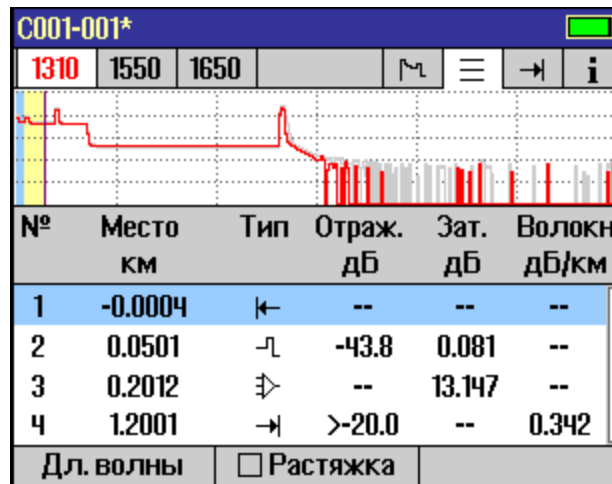 C001-001*
1310 1550 1650 i
№ Место Тип Отраж. Зат. Волокн
км дБ дБ дБ/км
1 -0.0004 -- -- --
2 0.0501 -43.8 0.081 --
3 0.2012 -- 13.147 --
4 1.2001 >-20.0 -- 0.342
Дл. волны Растяжка